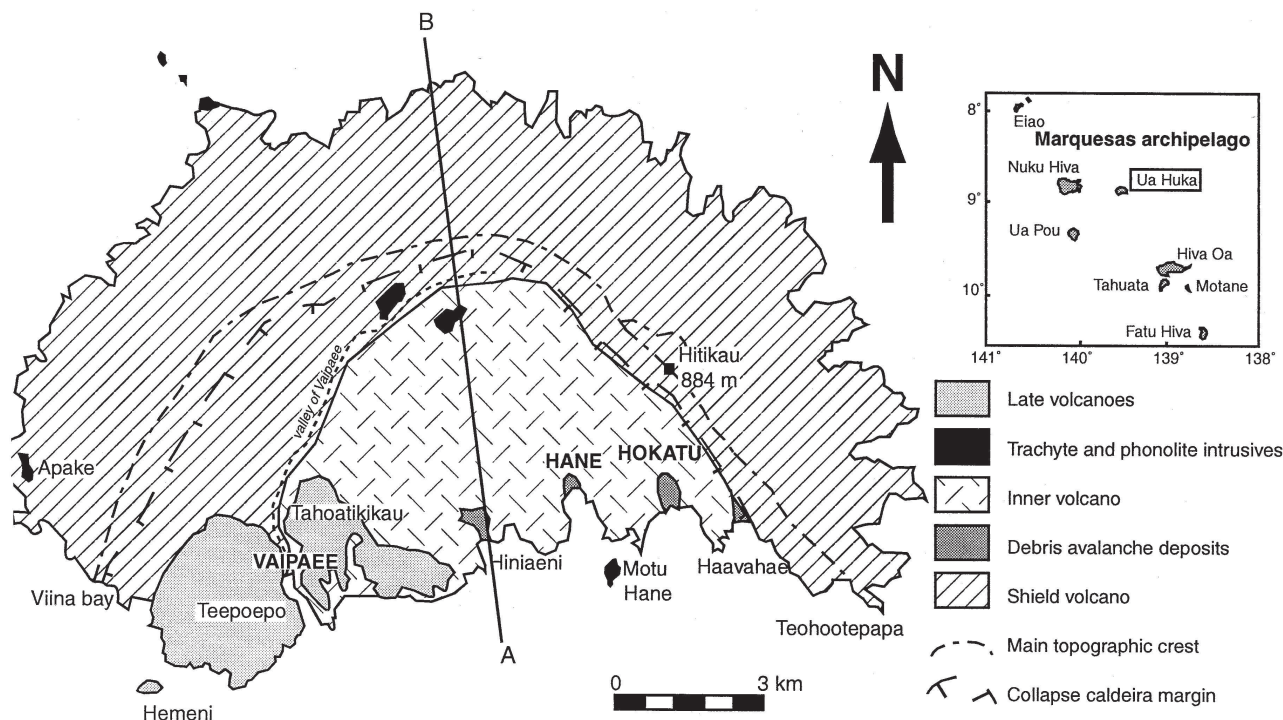 B
N
Marquesas archipelago
8°
9°
10°
141°
140°
139°
138°
Eiao
Nuku Hiva
Ua Huka
Ua Pou
Hiva Oa
Tahuata
Motane
Fatu Hiva
Hitikau
884 m
valley of Vaipaee
Apake
HANE
HOKATU
Tahoatikikau
VAIPAEE
Hiniaeni
Motu
Hane
Haavahae
Viina bay
Teepoepo
Teohootepapa
A
Hemeni
0
3 km
Late volcanoes
Trachyte and phonolite intrusives
Inner volcano
Debris avalanche deposits
Shield volcano
Main topographic crest
Collapse caldeira margin